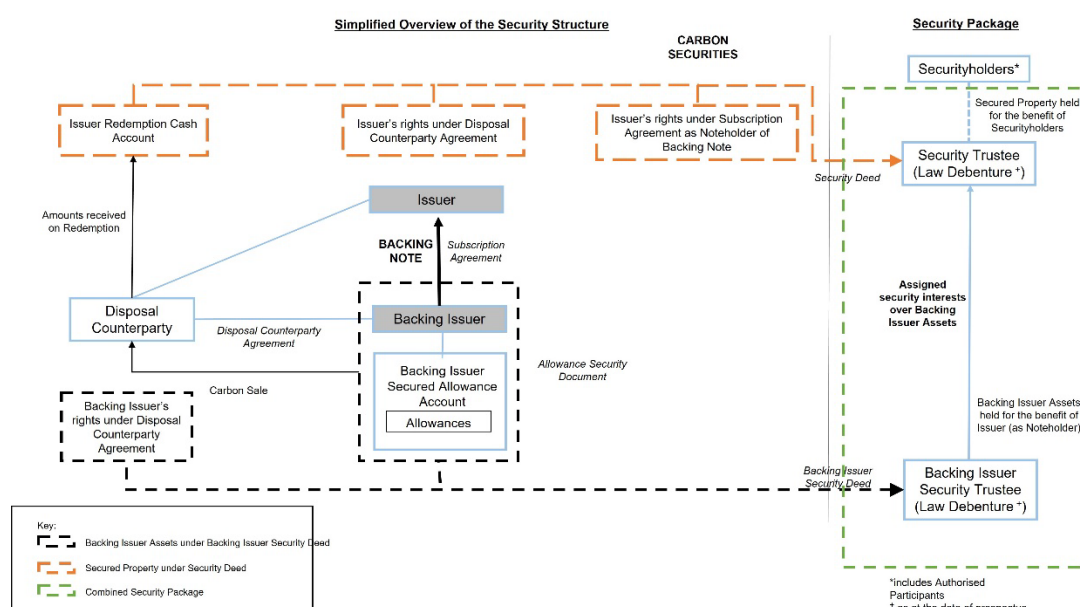 Simplified Overview of the Security Structure
Security Package
CARBON
SECURITIES
Securityholders*
Secured Property held
for the benefit of
Securityholders
Issuer Redemption Cash
Account
Issuer's rights under Disposal
Counterparty Agreement
Issuer's rights under Subscription
Agreement as Noteholder of
Backing Note
Security Trustee
(Law Debenture +)
Security Deed
Issuer
Amounts received
on Redemption
BACKING
NOTE
Subscription
Agreement
Assigned
security interests
over Backing
Issuer Assets
Disposal
Counterparty
Disposal Counterparty
Agreement
Backing Issuer
Allowance Security
Document
Backing Issuer
Secured Allowance
Account
Allowances
Carbon Sale
Backing Issuer's
rights under Disposal
Counterparty
Agreement
Backing Issuer Assets
held for the benefit of
Issuer (as Noteholder)
Backing Issuer
Security Deed
Backing Issuer
Security Trustee
(Law Debenture +)
Key:
Backing Issuer Assets under Backing Issuer Security Deed
Secured Property under Security Deed
Combined Security Package
*includes Authorised
Participants
as at the date of prospectus